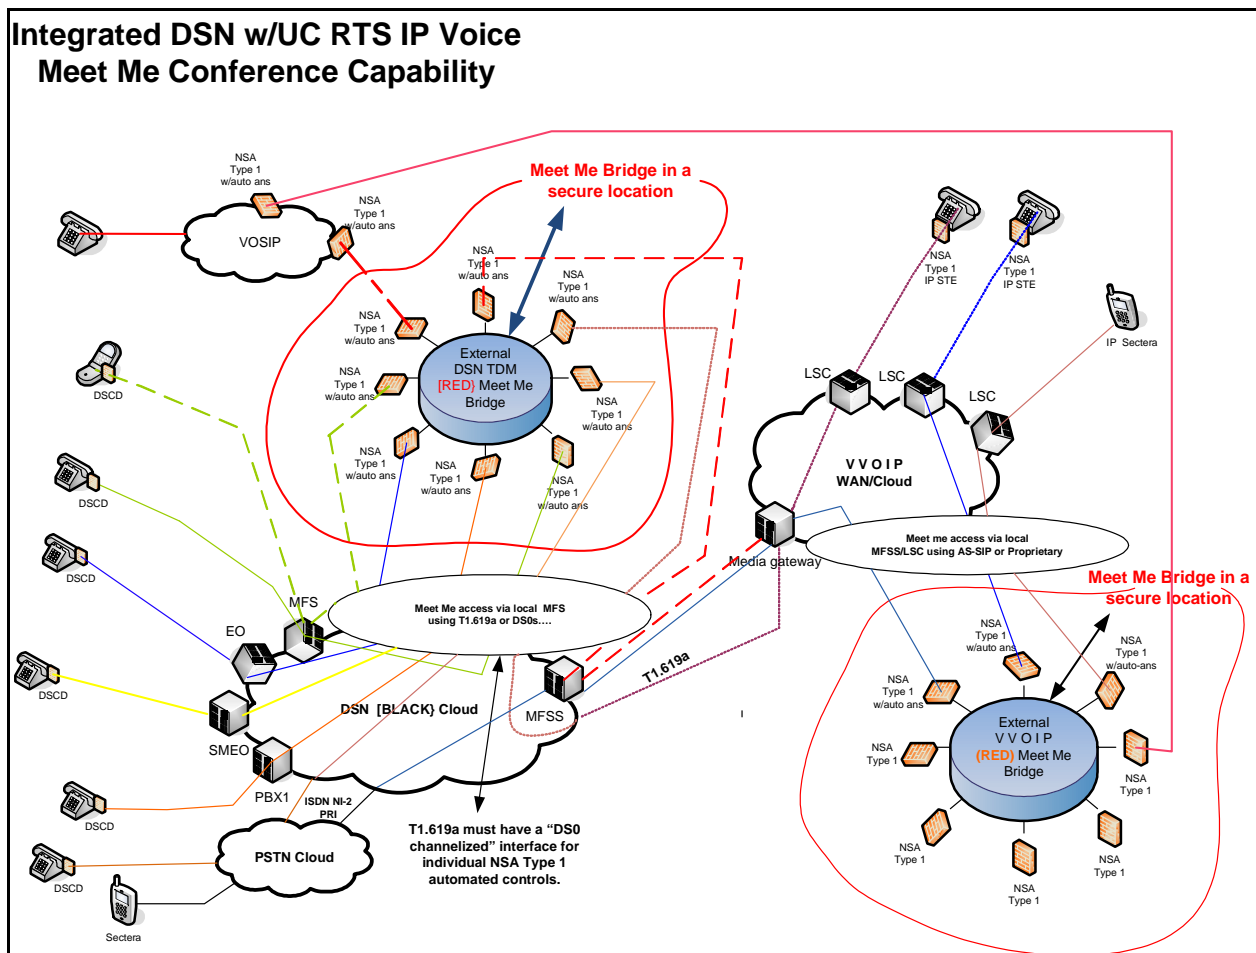 Integrated DSN w/UC RTS IP Voice
Meet Me Conference Capability
NSA
Type 1
w/auto ans
NSA
Type 1
w/auto ans
VOSIP
Meet Me Bridge in a
secure location
NSA
Type 1
w/auto ans
NSA
Type 1
w/auto ans
NSA
Type 1
w/auto ans
NSA
Type 1
w/auto ans
NSA
Type 1
w/auto ans
NSA
Type 1
w/auto ans
NSA
Type 1
w/auto ans
NSA
Type 1
w/auto ans
External
DSN TDM
[RED} Meet Me
Bridge
NSA
Type 1
IP STE
NSA
Type 1
IP STE
IP Sectera
LSC
LSC
LSC
V V O I P
WAN/Cloud
Media gateway
Meet me access via local
MFSS/LSC using AS-SIP or Proprietary
Meet Me Bridge in a
secure location
DSCD
DSCD
DSCD
DSCD
DSCD
DSCD
MFS
EO
SMEO
PBX1
MFSS
Meet Me access via local MFS
using T1.619a or DS0s....
DSN [BLACK} Cloud
T1.619a
ISDN NI-2
PRI
PSTN Cloud
Sectera
T1.619a must have a “DS0
channelized” interface for
individual NSA Type 1
automated controls.
NSA
Type 1
w/auto ans
NSA
Type 1
w/auto-ans
NSA
Type 1
w/auto ans
NSA
Type 1
NSA
Type 1
NSA
Type 1
NSA
Type 1
NSA
Type 1
External
V V O I P
(RED) Meet Me
Bridge